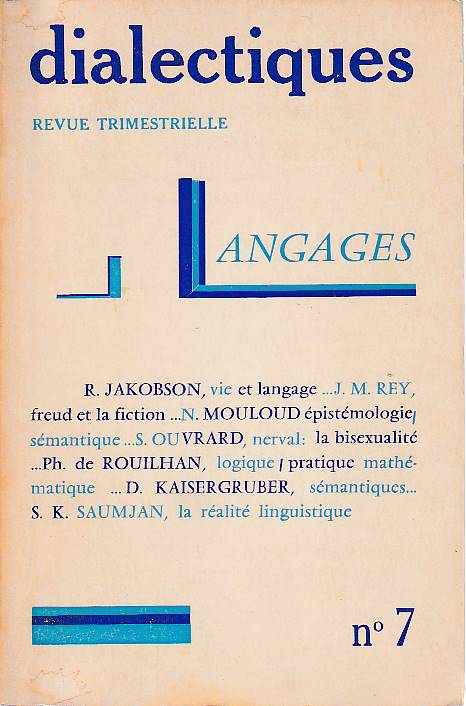 dialectiques
REVUE TRIMESTRIELLE
LANGAGES
R. JAKOBSON, vie et langage ...J. M. REY,
freud et la fiction ...N. MOULOUD épistémologie/
sémantique ...S. OUVRARD, nerval: la bisexualité
...Ph. de ROUILHAN, logique / pratique mathé-
matique ...D. KAISERGRUBER, sémantiques...
S. K. SAUMJAN, la réalité linguistique
nº 7